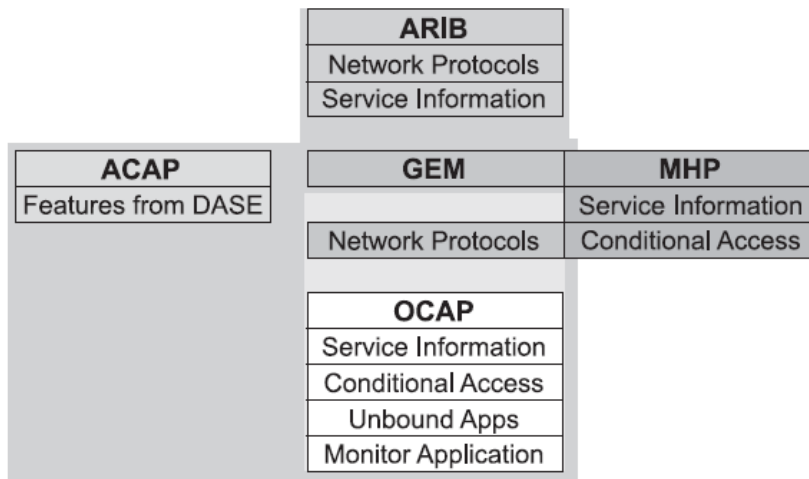 ARIB
Network Protocols
Service Information
ACAP
Features from DASE
GEM
MHP
Service Information
Network Protocols
Conditional Access
OCAP
Service Information
Conditional Access
Unbound Apps
Monitor Application